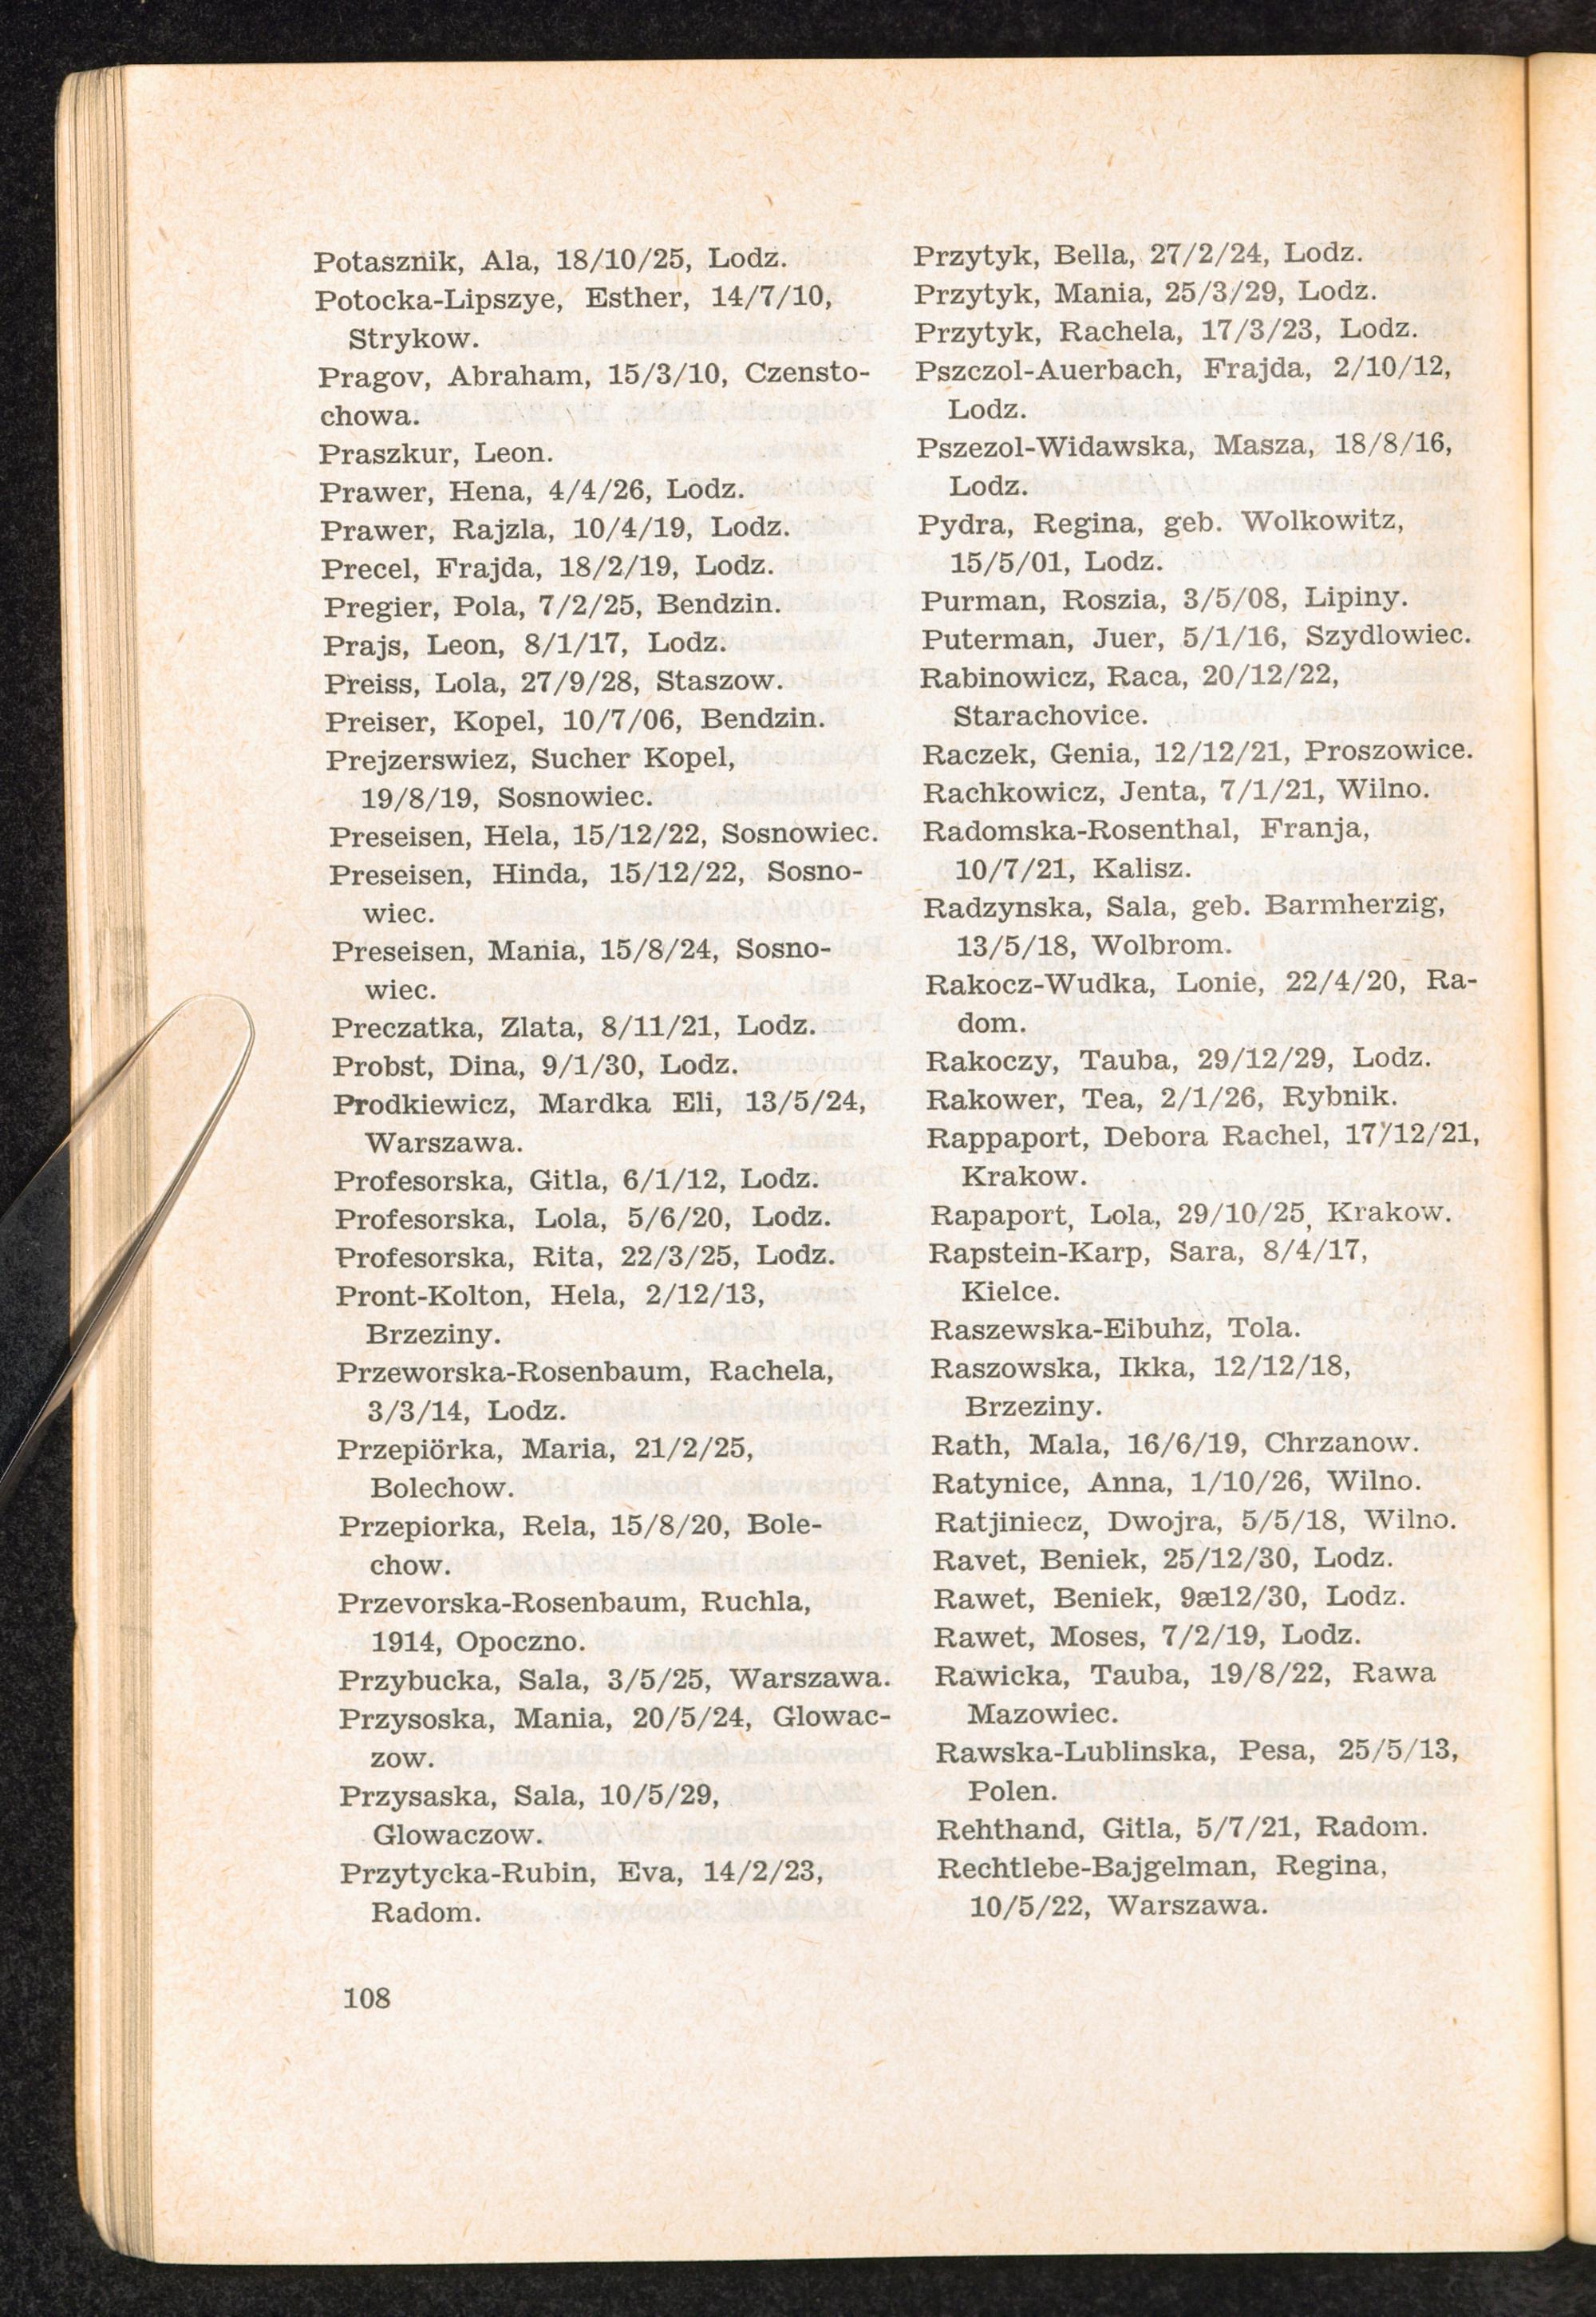 Potasznik, Ala, 18/10/25, Lodz.
Potocka-Lipszye, Esther, 14/7/10,
Strykow.
Pragov, Abraham, 15/3/10, Czensto-
chowa.
Praszkur, Leon.
Prawer, Hena, 4/4/26, Lodz.
Prawer, Rajzla, 10/4/19, Lodz.
Precel, Frajda, 18/2/19, Lodz.
Pregier, Pola, 7/2/25, Bendzin.
Prajs, Leon, 8/1/17, Lodz.
Preiss, Lola, 27/9/28, Staszow.
Preiser, Kopel, 10/7/06, Bendzin.
Prejzerswiez, Sucher Kopel,
19/8/19, Sosnowiec.
Preseisen, Hela, 15/12/22, Sosnowiec.
Preseisen, Hinda, 15/12/22, Sosno-
wiec.
Preseisen, Mania, 15/8/24, Sosno-
wiec.
Preczatka, Zlata, 8/11/21, Lodz.
Probst, Dina, 9/1/30, Lodz.
Prodkiewicz, Mardka Eli, 13/5/24,
Warszawa.
Profesorska, Gitla, 6/1/12, Lodz.
Profesorska, Lola, 5/6/20, Lodz.
Profesorska, Rita, 22/3/25, Lodz.
Pront-Kolton, Hela, 2/12/13,
Brzeziny.
Przeworska-Rosenbaum, Rachela,
3/3/14, Lodz.
Przepiörka, Maria, 21/2/25,
Bolechow.
Przepiorka, Rela, 15/8/20, Bole-
chow.
Przevorska-Rosenbaum, Ruchla,
1914, Opoczno.
Przybucka, Sala, 3/5/25, Warszawa.
Przysoska, Mania, 20/5/24, Glowac-
zow.
Przysaska, Sala, 10/5/29,
Glowaczow.
Przytycka-Rubin, Eva, 14/2/23,
Radom.
Przytyk, Bella, 27/2/24, Lodz.
Przytyk, Mania, 25/3/29, Lodz.
Przytyk, Rachela, 17/3/23, Lodz.
Pszczol-Auerbach, Frajda, 2/10/12,
Lodz.
Pszezol-Widawska, Masza, 18/8/16,
Lodz.
Pydra, Regina, geb. Wolkowitz,
15/5/01, Lodz.
Purman, Roszia, 3/5/08, Lipiny.
Puterman, Juer, 5/1/16, Szydlowiec.
Rabinowicz, Raca, 20/12/22,
Starachovice.
Raczek, Genia, 12/12/21, Proszowice.
Rachkowicz, Jenta, 7/1/21, Wilno.
Radomska-Rosenthal, Franja,
10/7/21, Kalisz.
Radzynska, Sala, geb. Barmherzig,
13/5/18, Wolbrom.
Rakocz-Wudka, Lonie, 22/4/20, Ra-
dom.
Rakoczy, Tauba, 29/12/29, Lodz.
Rakower, Tea, 2/1/26, Rybnik.
Rappaport, Debora Rachel, 17/12/21,
Krakow.
Rapaport, Lola, 29/10/25, Krakow.
Rapstein-Karp, Sara, 8/4/17,
Kielce.
Raszewska-Eibuhz, Tola.
Raszowska, Ikka, 12/12/18,
Brzeziny.
Rath, Mala, 16/6/19, Chrzanow.
Ratynice, Anna, 1/10/26, Wilno.
Ratjiniecz, Dwojra, 5/5/18, Wilno.
Ravet, Beniek, 25/12/30, Lodz.
Rawet, Beniek, 9æ12/30, Lodz.
Rawet, Moses, 7/2/19, Lodz.
Rawicka, Tauba, 19/8/22, Rawa
Mazowiec.
Rawska-Lublinska, Pesa, 25/5/13,
Polen.
Rehthand, Gitla, 5/7/21, Radom.
Rechtlebe-Bajgelman, Regina,
10/5/22, Warszawa.
108